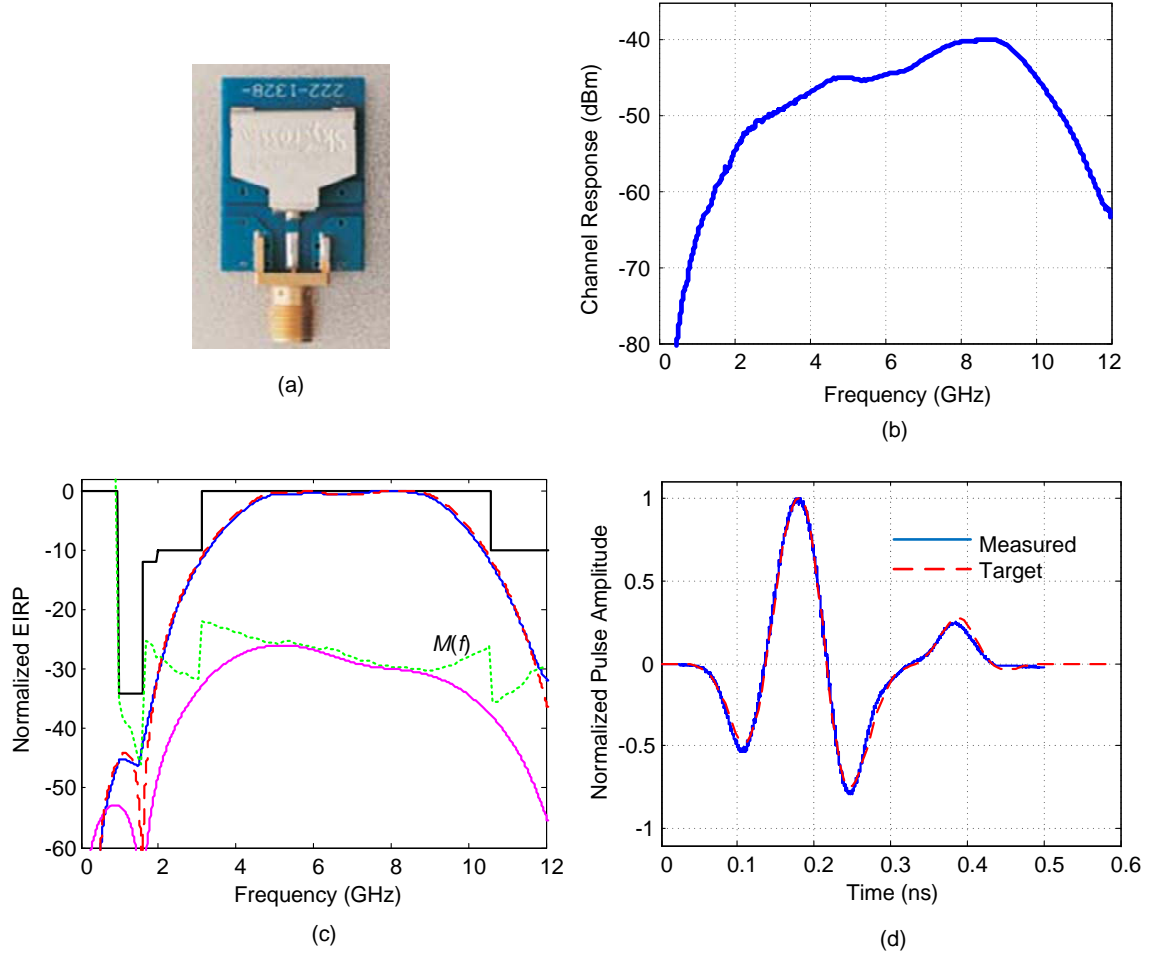 222-1328-
Skycross
(a)
-40
-50
-60
-70
-80
0 2 4 6 8 10 12
Channel Response (dBm)
Frequency (GHz)
(b)
0
-10
-20
-30
-40
-50
-60
0 2 4 6 8 10 12
M(f)
Normalized EIRP
Frequency (GHz)
(c)
1
0.5
0
-0.5
-1
0 0.1 0.2 0.3 0.4 0.5 0.6
Measured
Target
Normalized Pulse Amplitude
Time (ns)
(d)